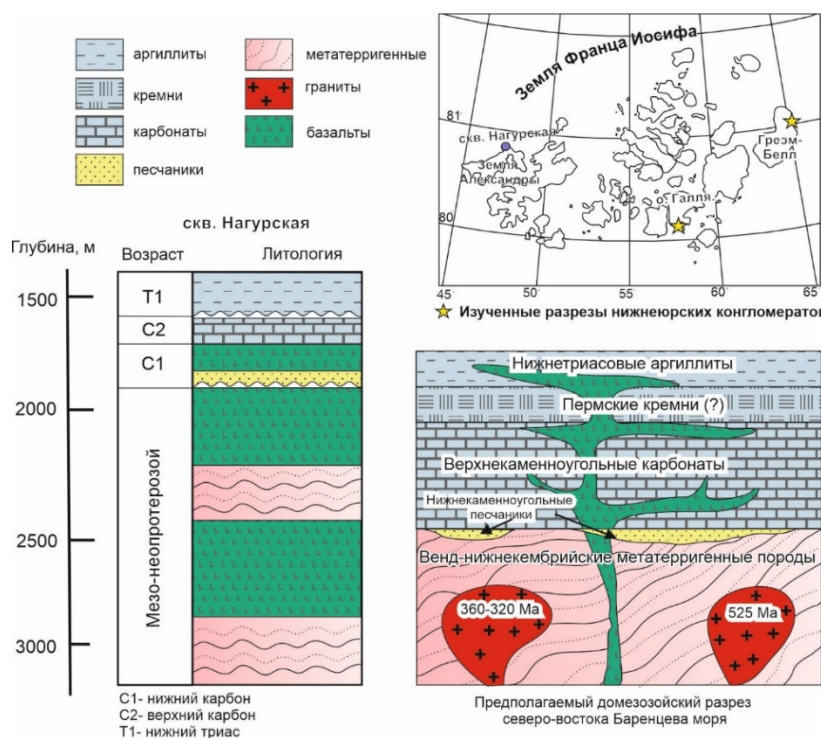 аргиллиты
кремни
карбонаты
песчаники
метатерригенные
граниты
базальты
Земля Франца Иосифа
81
80
скв. Нагурская
Земля
Александры
Греэм-
Белл
о. Галля
45
50
55
60
65
Изученные разрезы нижнеюрских конгломератов
скв. Нагурская
Глубина, м
Возраст
Литология
1500
2000
2500
3000
T1
C2
C1
Мезо-неопротерозой
C1- нижний карбон
C2- верхний карбон
T1- нижний триас
Нижнетриасовые аргиллиты
Пермские кремни (?)
Верхнекаменноугольные карбонаты
Нижнекаменноугольные
песчаники
Венд-нижнекембрийские метатерригенные породы
360-320 Ma
525 Ma
Предполагаемый домезозойский разрез
северо-востока Баренцева моря